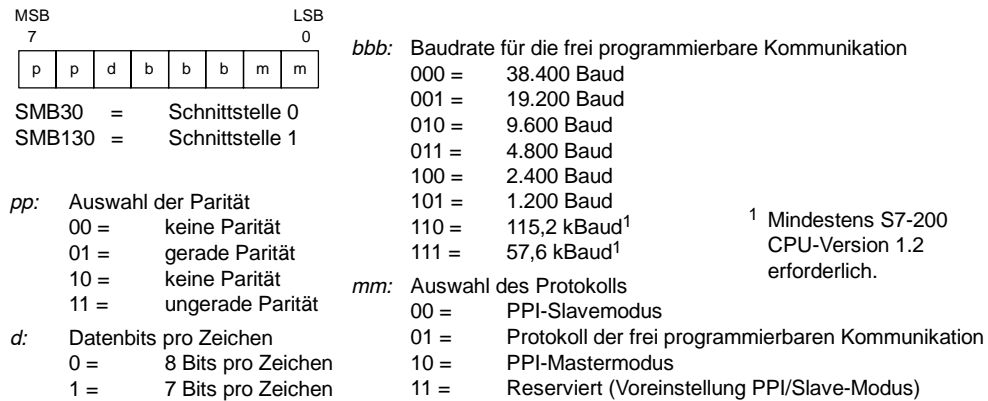 MSB LSB
7 0
p p d b b b m m
SMB30 = Schnittstelle 0
SMB130 = Schnittstelle 1
pp: Auswahl der Parität
00 = keine Parität
01 = gerade Parität
10 = keine Parität
11 = ungerade Parität
d: Datenbits pro Zeichen
0 = 8 Bits pro Zeichen
1 = 7 Bits pro Zeichen
bbb: Baudrate für die frei programmierbare Kommunikation
000 = 38.400 Baud
001 = 19.200 Baud
010 = 9.600 Baud
011 = 4.800 Baud
100 = 2.400 Baud
101 = 1.200 Baud
110 = 115,2 kBaud1
111 = 57,6 kBaud1
mm: Auswahl des Protokolls
00 = PPI-Slavemodus
01 = Protokoll der frei programmierbaren Kommunikation
10 = PPI-Mastermodus
11 = Reserviert (Voreinstellung PPI/Slave-Modus)
1 Mindestens S7-200
CPU-Version 1.2
erforderlich.